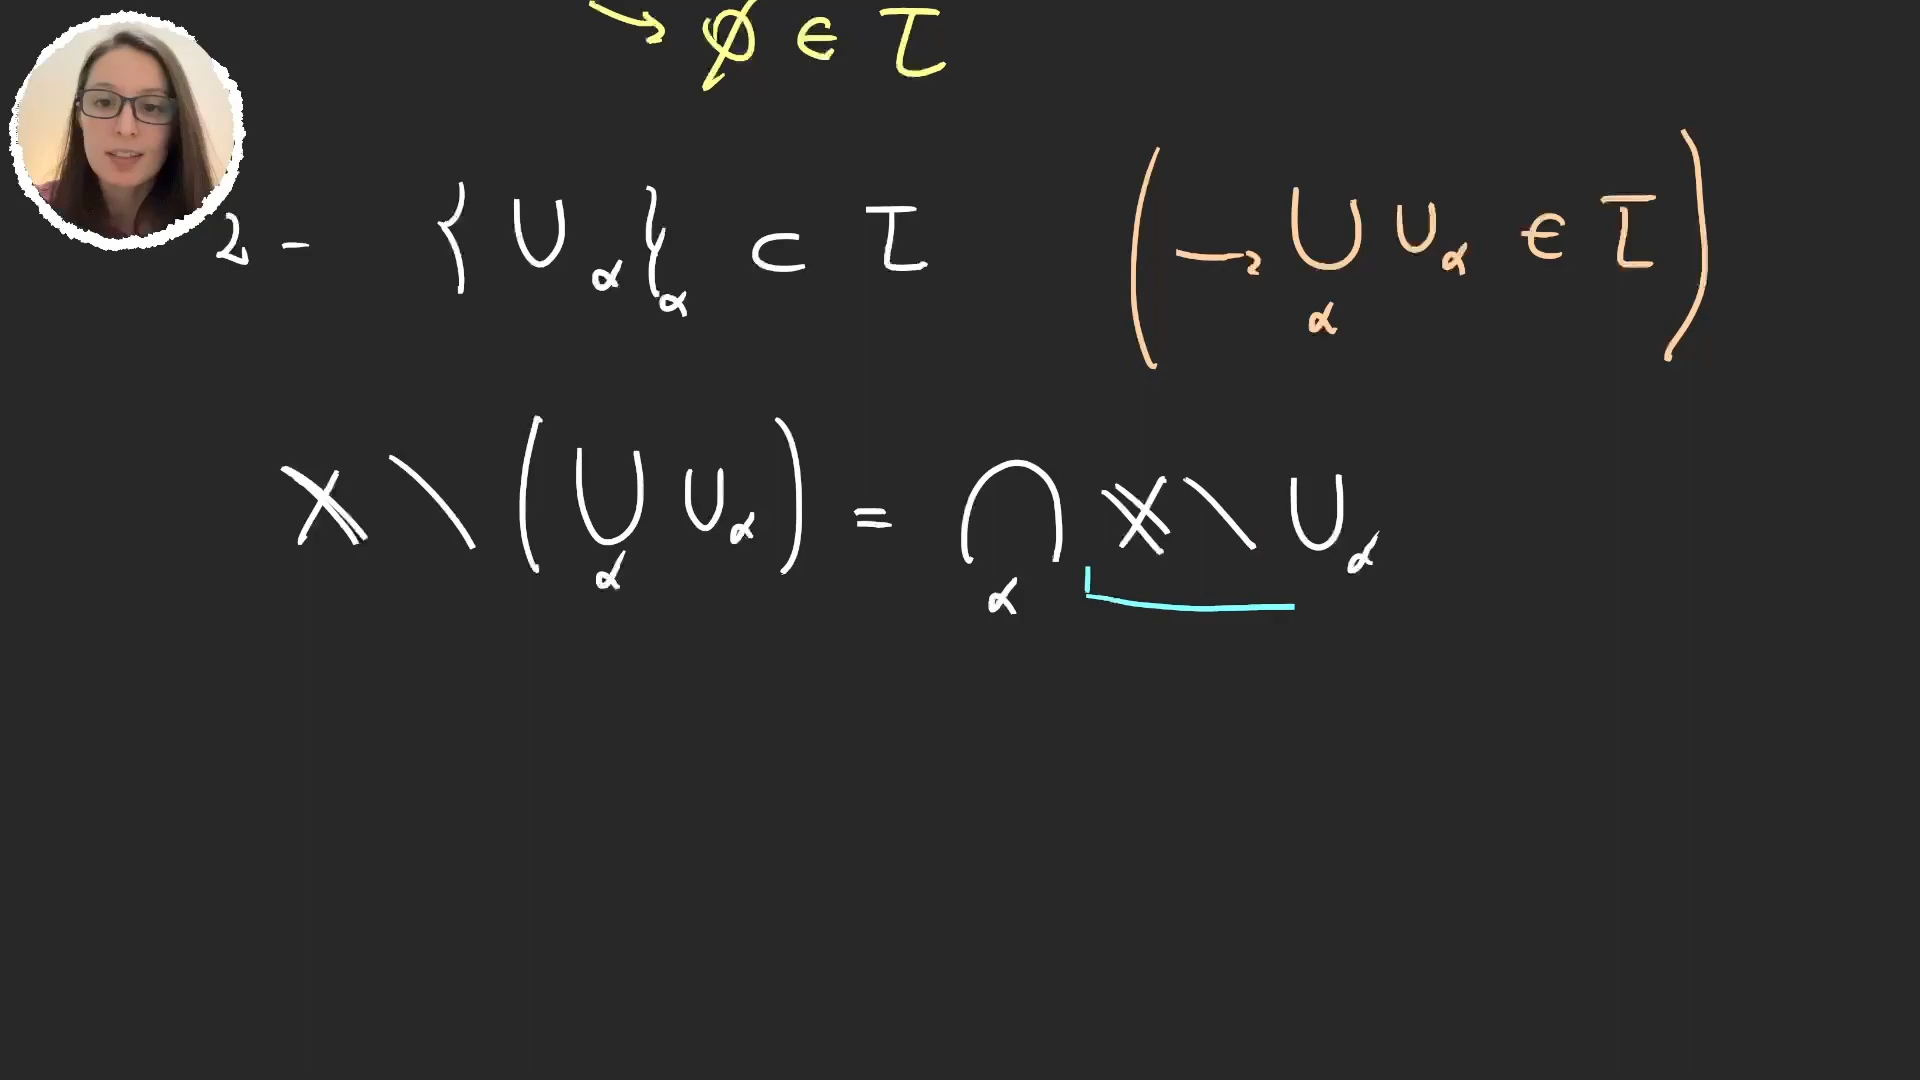 → ∅ ∈ τ
2 - {U_α}_α ⊂ τ (→ ⋃_α U_α ∈ τ)
X \ (⋃_α U_α) = ⋂_α X \ U_α